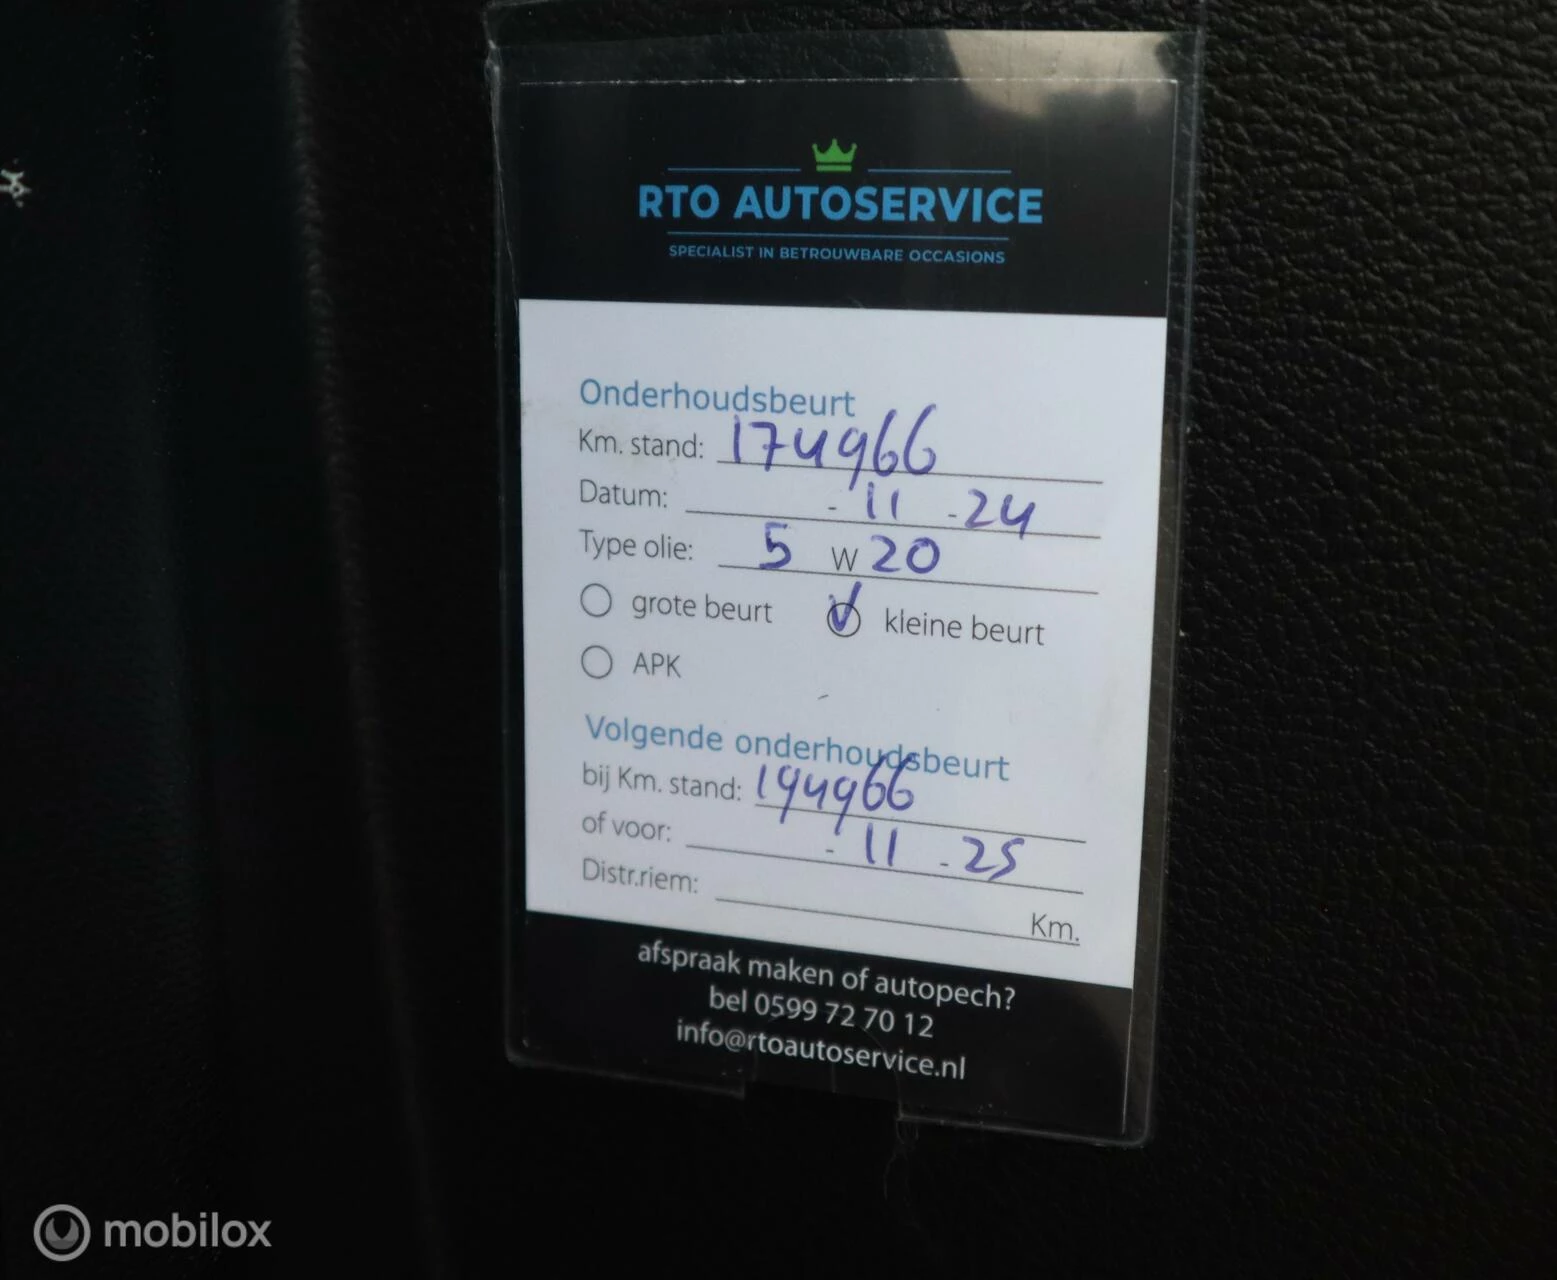 RTO AUTOSERVICE
SPECIALIST IN BETROUWBARE OCCASIONS
Onderhoudsbeurt
Km. stand: 174966
Datum: - 11 - 24
Type olie: 5 W 20
grote beurt kleine beurt
APK
Volgende onderhoudsbeurt
bij Km. stand: 194966
of voor: - 11 - 25
Distr.riem: Km.
afspraak maken of autopech?
bel 0599 72 70 12
info@rtoautoservice.nl
mobilox